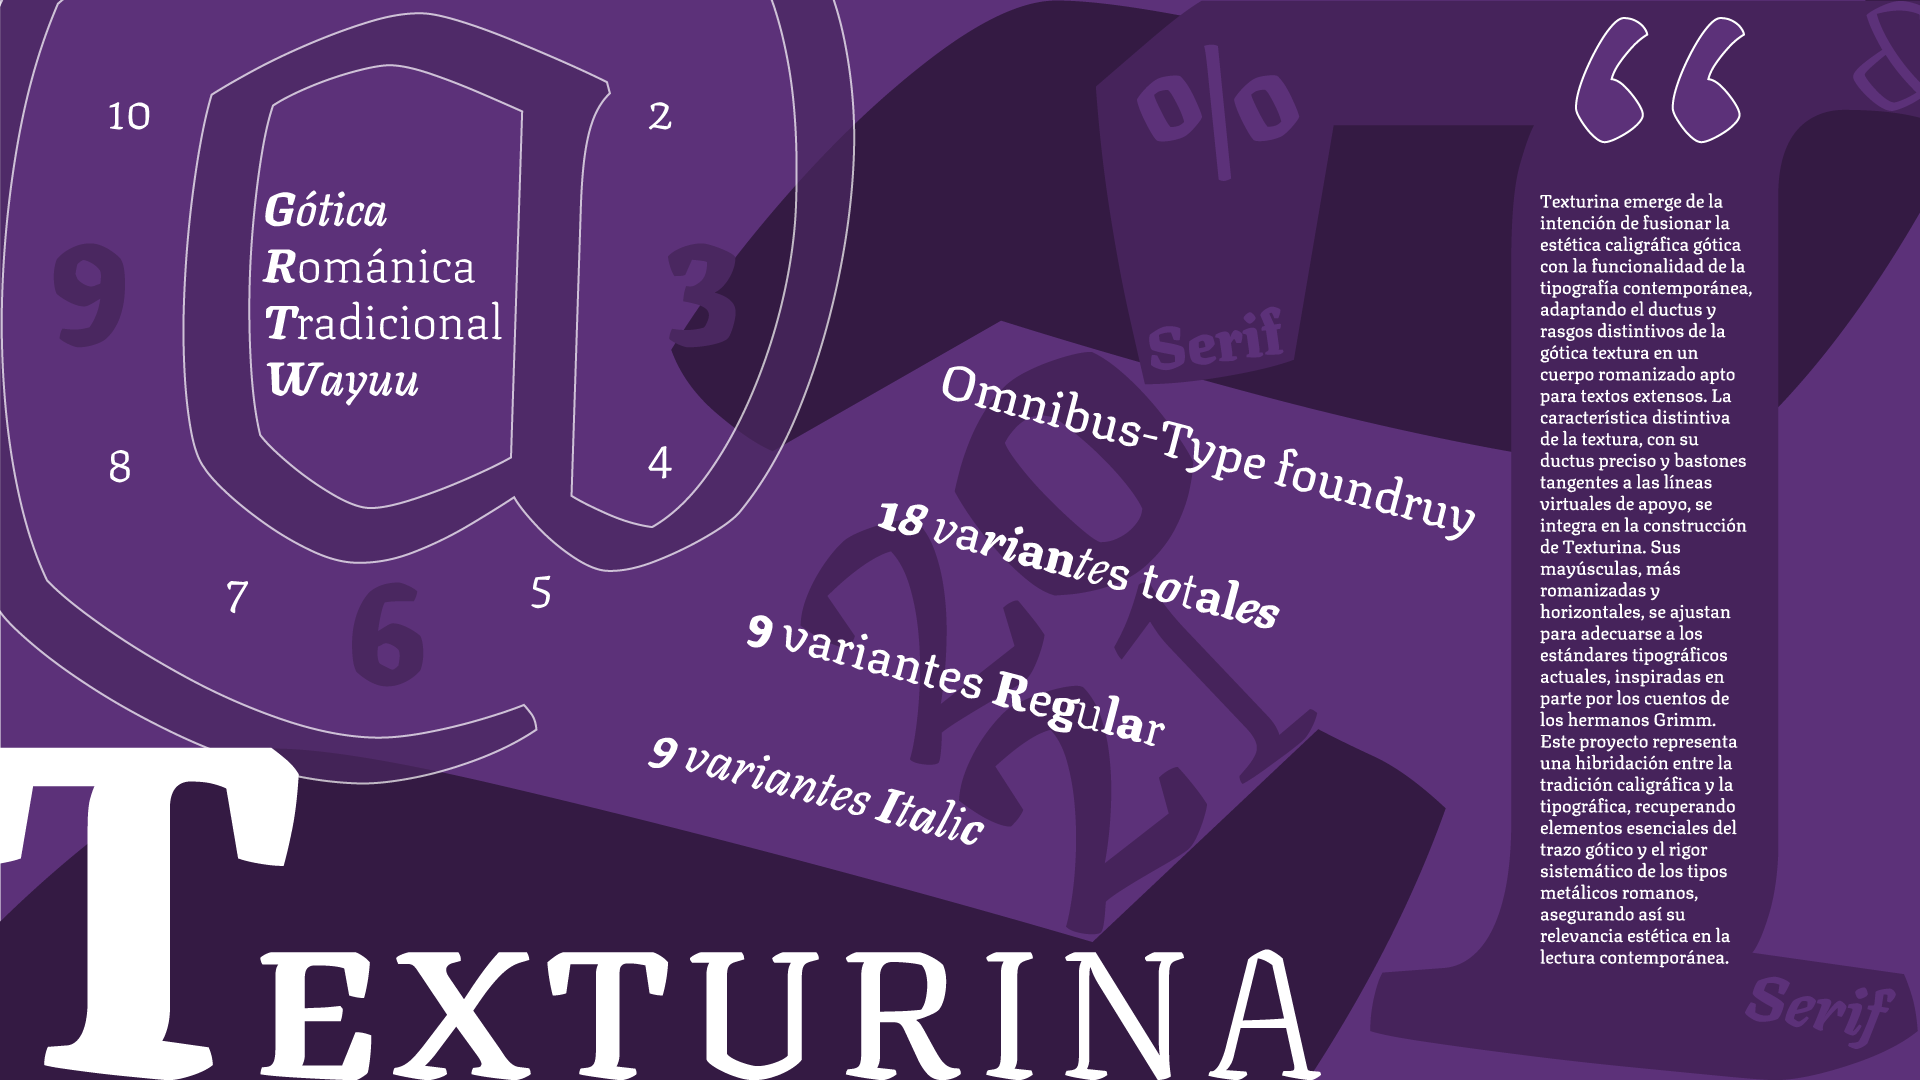 @
10
2
9
3
8
4
7
6
5
Gótica
Románica
Tradicional
Wayuu
%
Serif
&
Omnibus-Type foundruy
18 variantes totales
9 variantes Regular
9 variantes Italic
20
21
“
Texturina emerge de la
intención de fusionar la
estética caligráfica gótica
con la funcionalidad de la
tipografía contemporánea,
adaptando el ductus y
rasgos distintivos de la
gótica textura en un
cuerpo romanizado apto
para textos extensos. La
característica distintiva
de la textura, con su
ductus preciso y bastones
tangentes a las líneas
virtuales de apoyo, se
integra en la construcción
de Texturina. Sus
mayúsculas, más
romanizadas y
horizontales, se ajustan
para adecuarse a los
estándares tipográficos
actuales, inspiradas en
parte por los cuentos de
los hermanos Grimm.
Este proyecto representa
una hibridación entre la
tradición caligráfica y la
tipográfica, recuperando
elementos esenciales del
trazo gótico y el rigor
sistemático de los tipos
metálicos romanos,
asegurando así su
relevancia estética en la
lectura contemporánea.
Serif
TEXTURINA